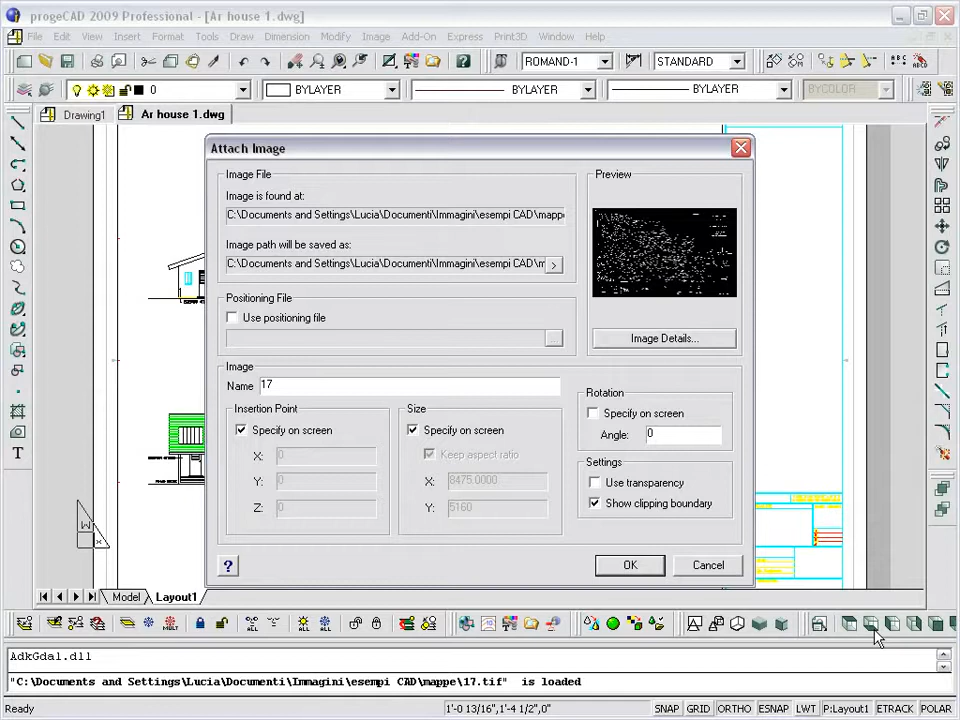 progeCAD 2009 Professional - [Ar house 1.dwg]
File Edit View Insert Format Tools Draw Dimension Modify Image Add-On Express Print3D Window Help
ROMAND-1 STANDARD
0 BYLAYER BYLAYER BYLAYER BYCOLOR
Drawing1 Ar house 1.dwg
Attach Image
Image File
Image is found at:
C:\Documents and Settings\Lucia\Documenti\Immagini\esempi CAD\mappe
Image path will be saved as:
C:\Documents and Settings\Lucia\Documenti\Immagini\esempi CAD\m >
Positioning File
Use positioning file
...
Preview
Image Details...
Image
Name 17
Insertion Point
Specify on screen
X: 0
Y: 0
Z: 0
Size
Specify on screen
Keep aspect ratio
X: 8475.0000
Y: 5160
Rotation
Specify on screen
Angle: 0
Settings
Use transparency
Show clipping boundary
? OK Cancel
W
X
Model Layout1
AdkGdal.dll
"C:\Documents and Settings\Lucia\Documenti\Immagini\esempi CAD\mappe\17.tif" is loaded
Ready 1'-0 13/16",1'-4 1/2",0" SNAP GRID ORTHO ESNAP LWT P:Layout1 ETRACK POLAR